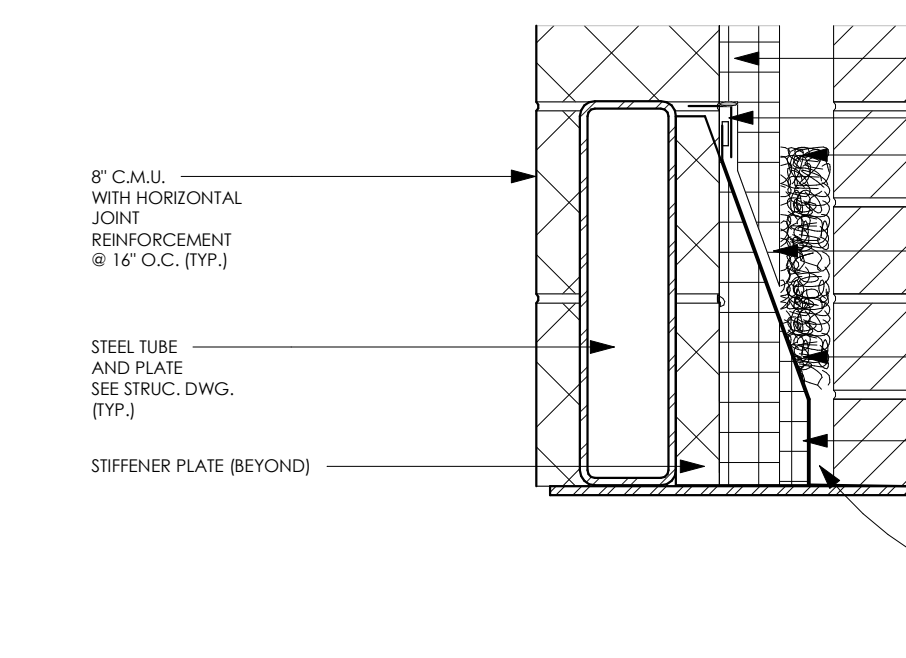 8" C.M.U.
WITH HORIZONTAL
JOINT
REINFORCEMENT
@ 16" O.C. (TYP.)
STEEL TUBE
AND PLATE
SEE STRUC. DWG.
(TYP.)
STIFFENER PLATE (BEYOND)